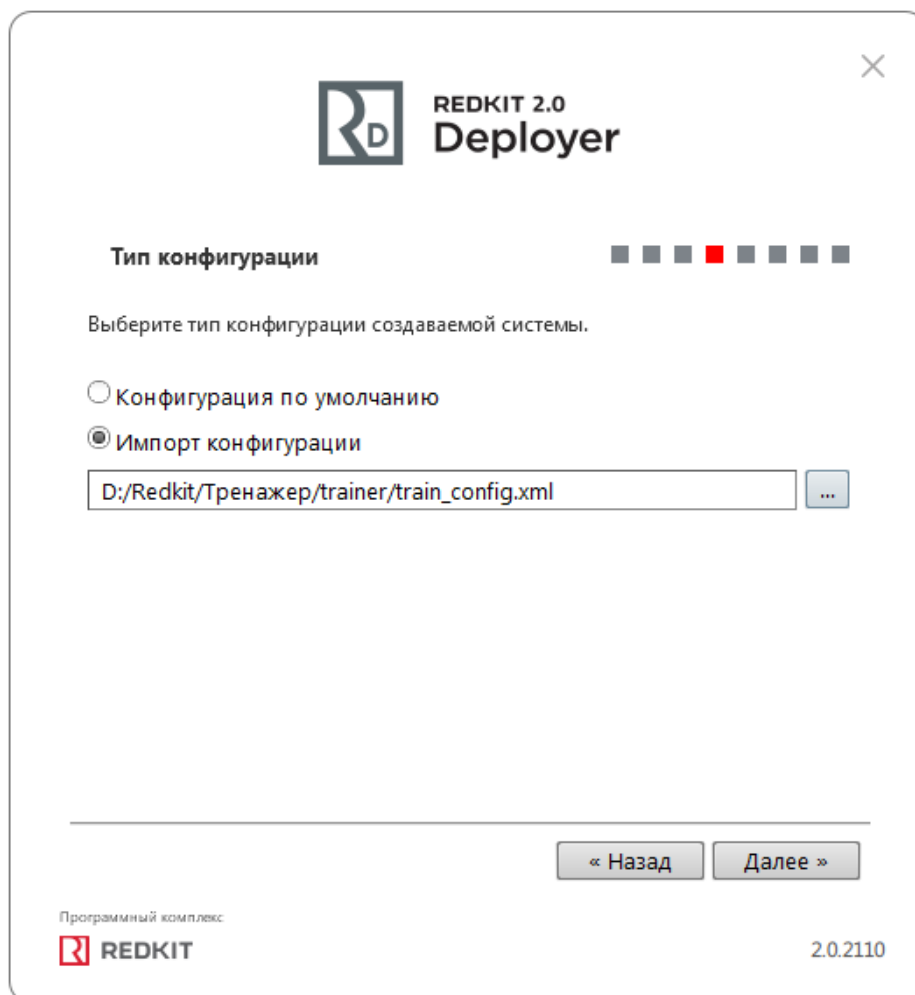 REDKIT 2.0
Deployer
Тип конфигурации
Выберите тип конфигурации создаваемой системы.
Конфигурация по умолчанию
Импорт конфигурации
D:/Redkit/Тренажер/trainer/train_config.xml
...
« Назад
Далее »
Программный комплекс
REDKIT
2.0.2110